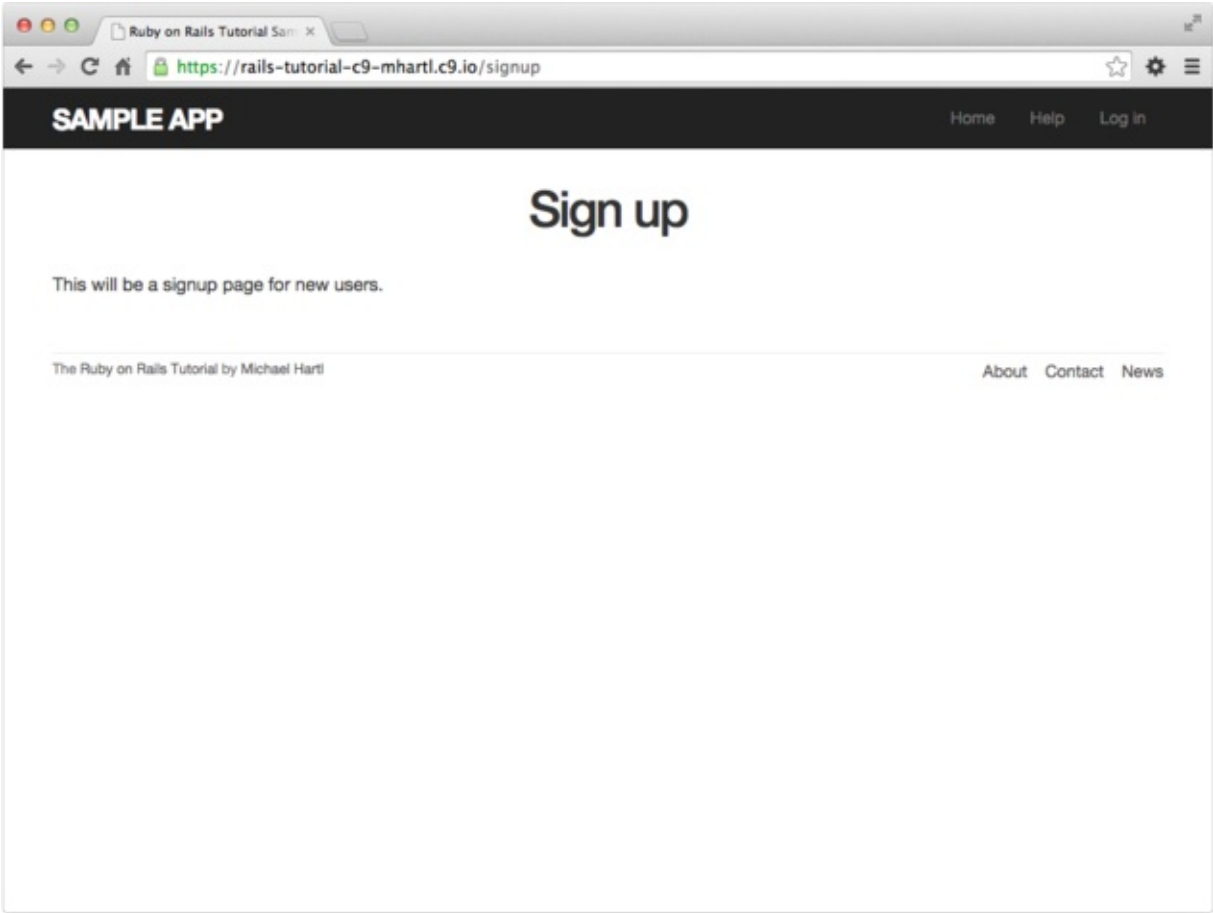 Ruby on Rails Tutorial Sam
https://rails-tutorial-c9-mhartl.c9.io/signup
SAMPLE APP
Home Help Log in
Sign up
This will be a signup page for new users.
The Ruby on Rails Tutorial by Michael Hartl
About Contact News